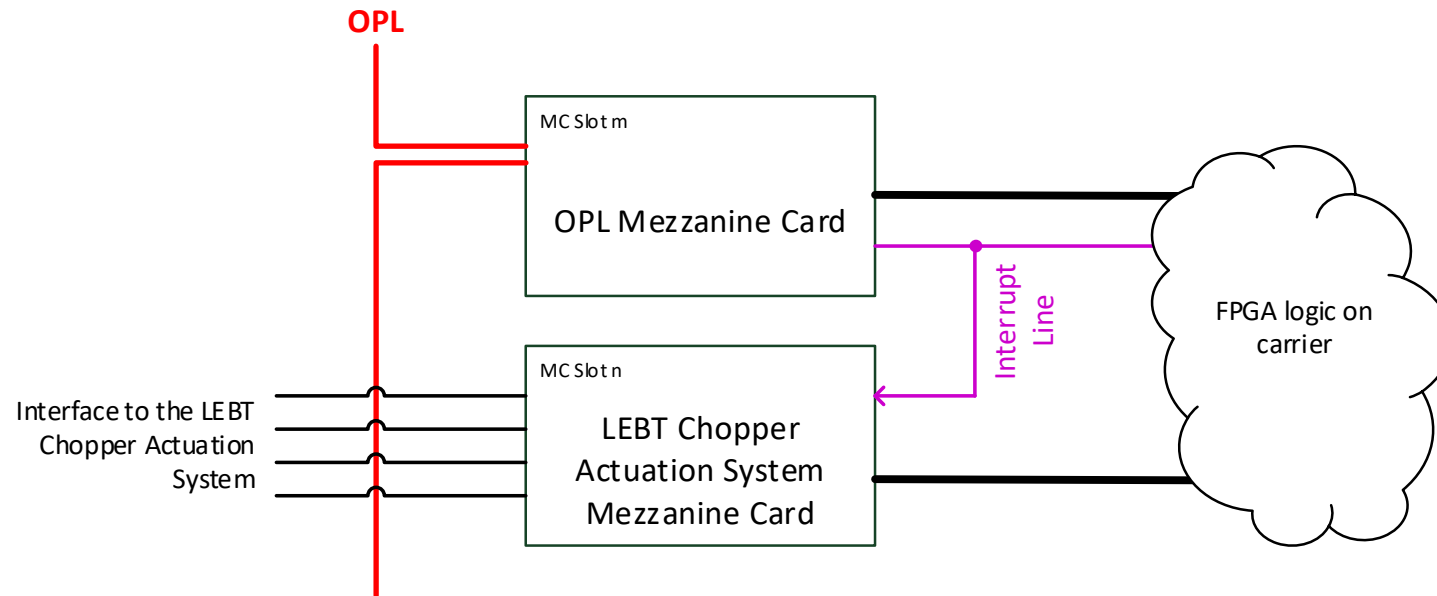 OPL
MC Slot m
OPL Mezzanine Card
Interrupt
Line
FPGA logic on
carrier
MC Slot n
Interface to the LEBT
Chopper Actuation
System
LEBT Chopper
Actuation System
Mezzanine Card